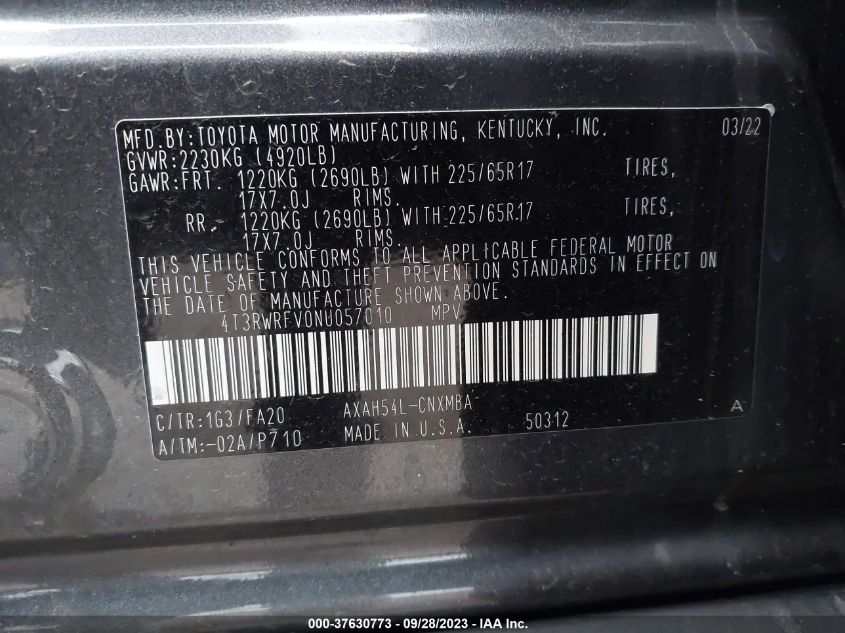 MFD.BY:TOYOTA MOTOR MANUFACTURING, KENTUCKY, INC. 03/22
GVWR:2230KG (4920LB)
GAWR:FRT. 1220KG (2690LB) WITH 225/65R17 TIRES,
17X7.0J RIMS.
RR. 1220KG (2690LB) WITH 225/65R17 TIRES,
17X7.0J RIMS.
THIS VEHICLE CONFORMS TO ALL APPLICABLE FEDERAL MOTOR
VEHICLE SAFETY AND THEFT PREVENTION STANDARDS IN EFFECT ON
THE DATE OF MANUFACTURE SHOWN ABOVE.
4T3RWRFV0NU057010 MPV
C/TR:1G3/FA20 AXAH54L-CNXMBA A
A/TM:-02A/P710 MADE IN U.S.A. 50312
000-37630773 - 09/28/2023 - IAA Inc.